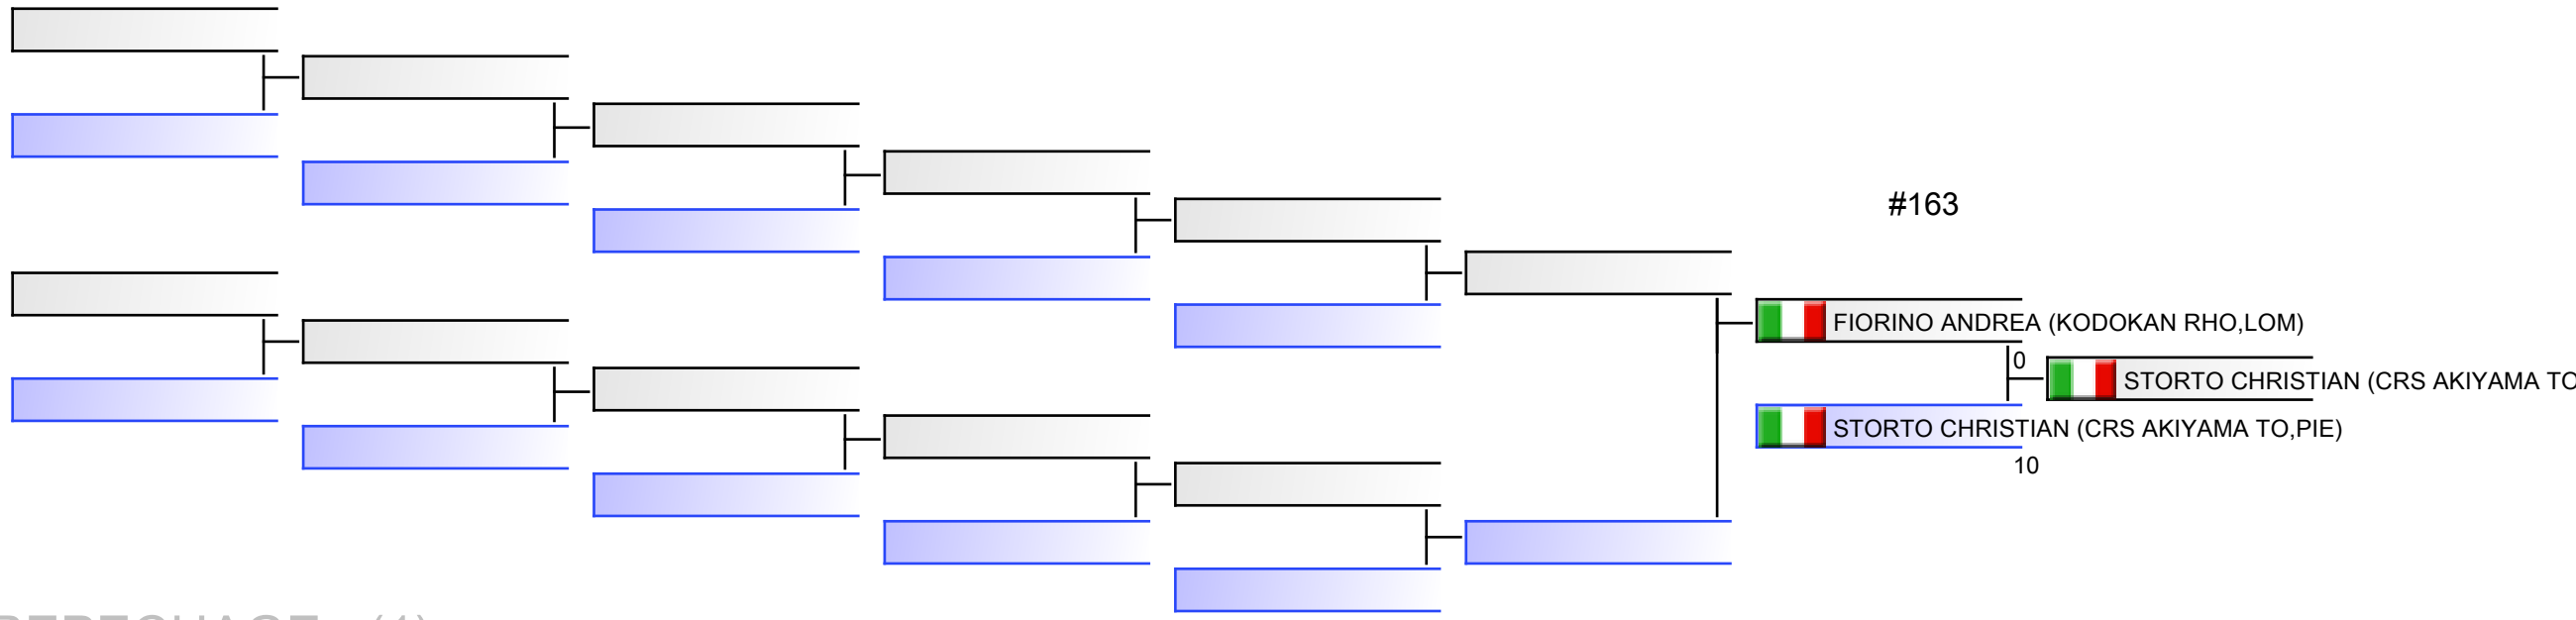 #163
FIORINO ANDREA (KODOKAN RHO,LOM)
0
STORTO CHRISTIAN (CRS AKIYAMA TO
STORTO CHRISTIAN (CRS AKIYAMA TO,PIE)
10